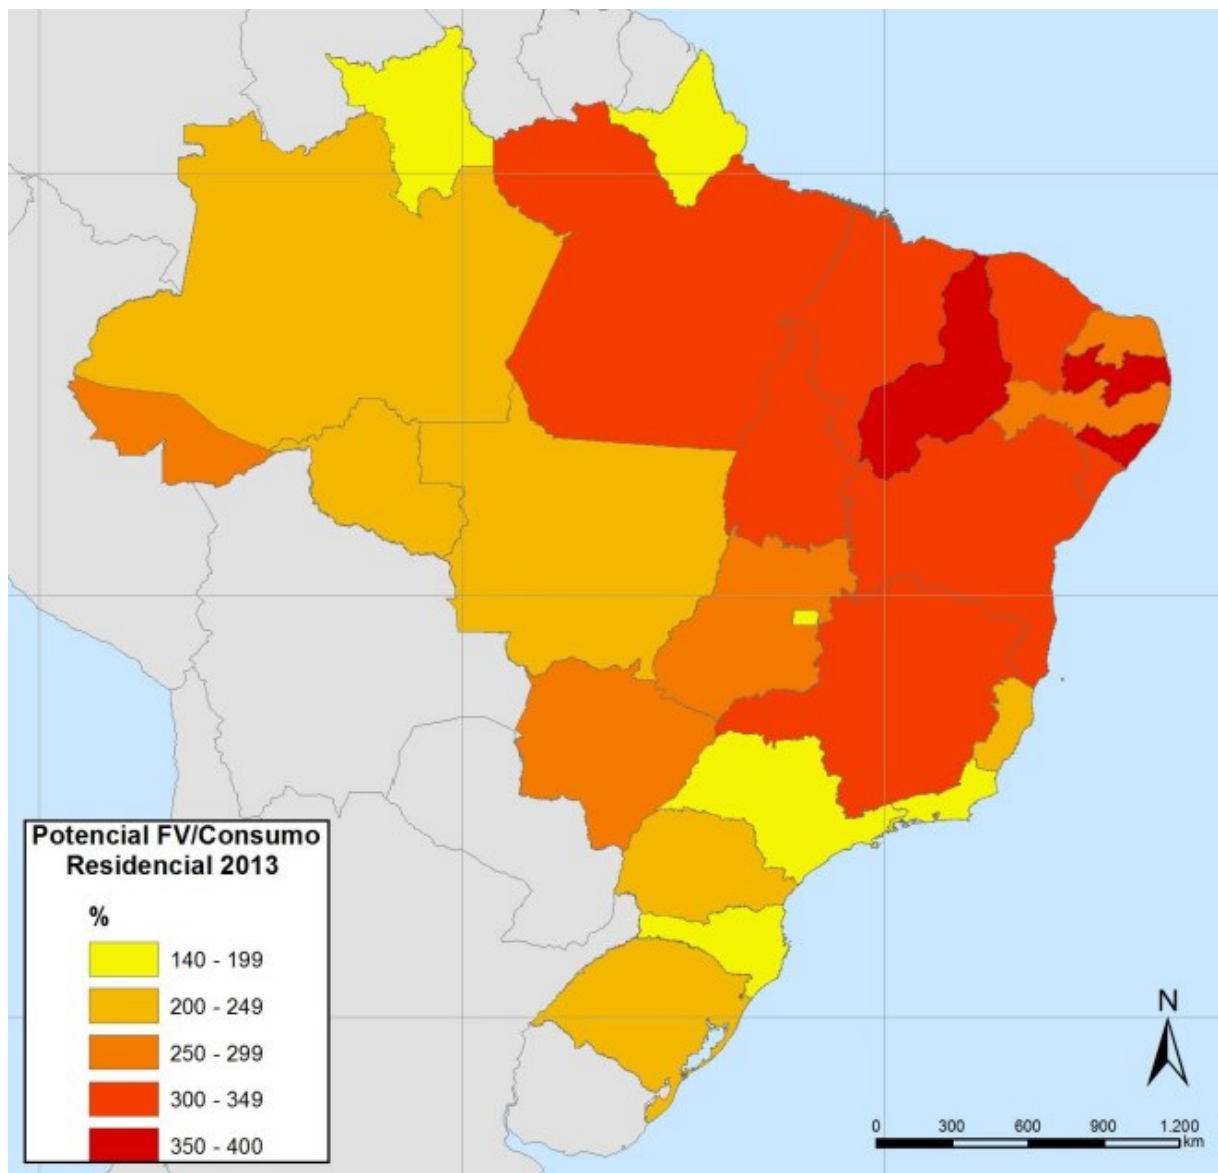 Potencial FV/Consumo
Residencial 2013
%
140 - 199
200 - 249
250 - 299
300 - 349
350 - 400
N
0 300 600 900 1.200
km